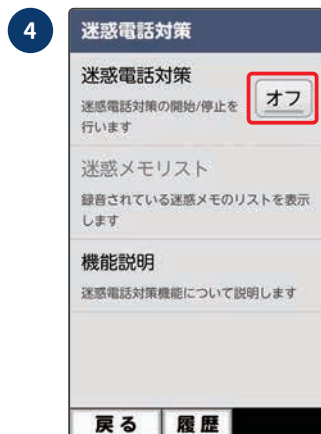 4
迷惑電話対策
迷惑電話対策
オフ
迷惑電話対策の開始/停止を
行います
迷惑メモリスト
録音されている迷惑メモのリストを表示
します
機能説明
迷惑電話対策機能について説明します
戻る 履歴